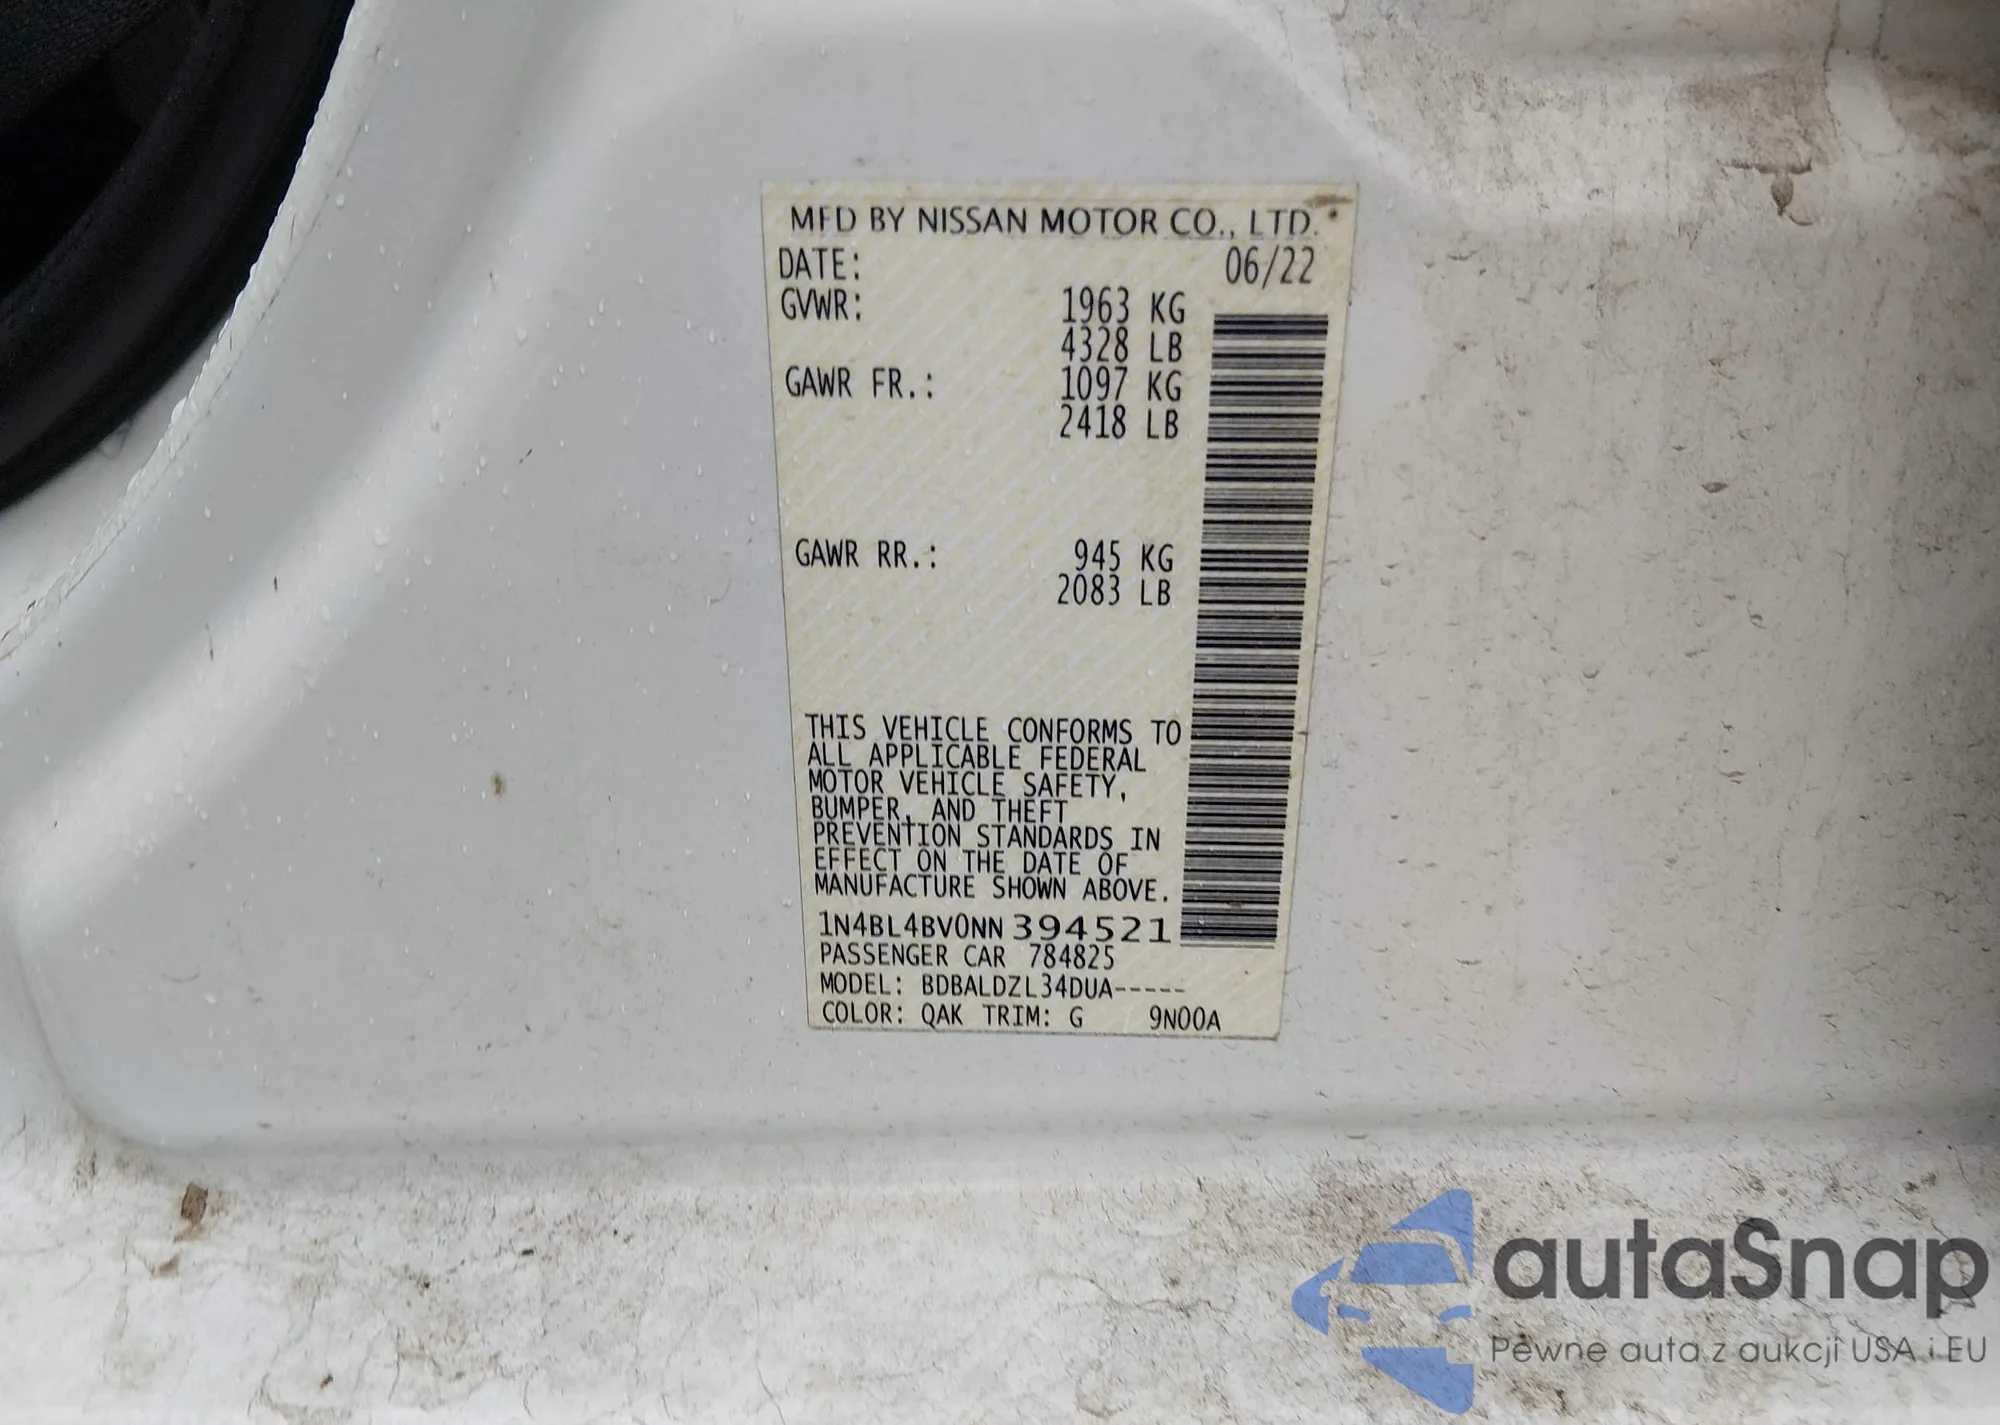 MFD BY NISSAN MOTOR CO., LTD.
DATE: 06/22
GVWR: 1963 KG
4328 LB
GAWR FR.: 1097 KG
2418 LB
GAWR RR.: 945 KG
2083 LB
THIS VEHICLE CONFORMS TO
ALL APPLICABLE FEDERAL
MOTOR VEHICLE SAFETY,
BUMPER, AND THEFT
PREVENTION STANDARDS IN
EFFECT ON THE DATE OF
MANUFACTURE SHOWN ABOVE.
1N4BL4BV0NN394521
PASSENGER CAR 784825
MODEL: BDBALDZL34DUA-----
COLOR: QAK TRIM: G 9N00A
autaSnap
Pewne auta z aukcji USA i EU